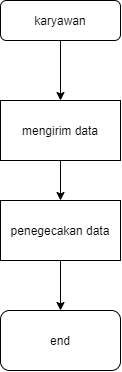 karyawan
mengirim data
penegecakan data
end